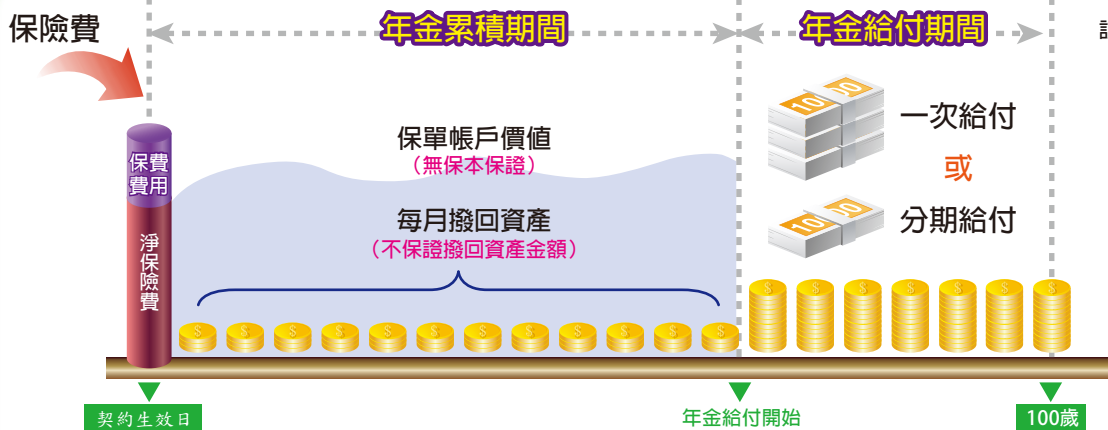 保險費
年金累積期間
年金給付期間
保單帳戶價值
（無保本保證）
每月撥回資產
（不保證撥回資產金額）
保費
費用
淨保險費
一次給付
或
分期給付
契約生效日
年金給付開始
100歲